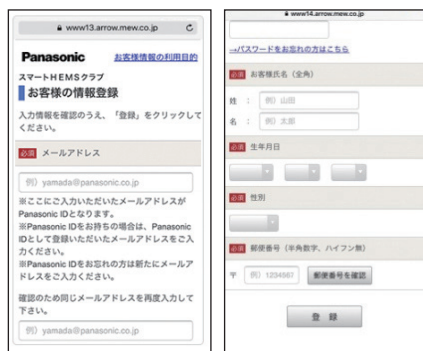 www13.arrow.mew.co.jp
Panasonic
お客様情報の利用目的
スマートHEMSクラブ
お客様の情報登録
入力情報を確認のうえ、「登録」をクリックして
ください。
必須 メールアドレス
例）yamada@panasonic.co.jp
※ここにご入力いただいたメールアドレスが
Panasonic IDとなります。
※Panasonic IDをお持ちの場合は、Panasonic
IDとして登録いただいたメールアドレスをご入
力ください。
※Panasonic IDをお忘れの方は新たにメールア
ドレスをご入力ください。
確認のため同じメールアドレスを再度入力して
下さい。
例）yamada@panasonic.co.jp
www14.arrow.mew.co.jp
→パスワードをお忘れの方はこちら
必須 お客様氏名（全角）
姓 : 例）山田
名 : 例）太郎
必須 生年月日
必須 性別
必須 郵便番号（半角数字、ハイフン無）
〒 例）1234567 郵便番号を確認
登 録